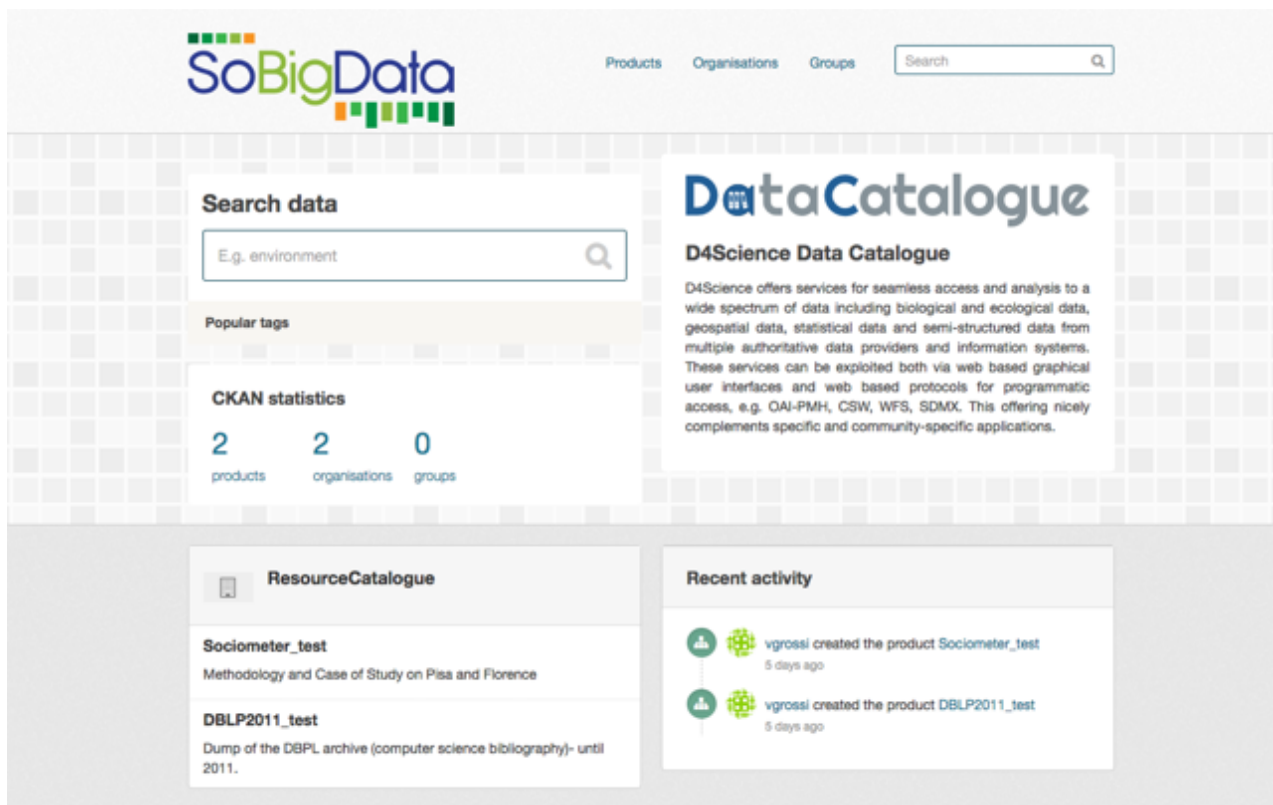 SoBigData
Products Organisations Groups Search
Search data
E.g. environment
Popular tags
CKAN statistics
2 2 0
products organisations groups
DataCatalogue
D4Science Data Catalogue
D4Science offers services for seamless access and analysis to a
wide spectrum of data including biological and ecological data,
geospatial data, statistical data and semi-structured data from
multiple authoritative data providers and information systems.
These services can be exploited both via web based graphical
user interfaces and web based protocols for programmatic
access, e.g. OAI-PMH, CSW, WFS, SDMX. This offering nicely
complements specific and community-specific applications.
ResourceCatalogue
Sociometer_test
Methodology and Case of Study on Pisa and Florence
DBLP2011_test
Dump of the DBPL archive (computer science bibliography)- until
2011.
Recent activity
vgrossi created the product Sociometer_test
5 days ago
vgrossi created the product DBLP2011_test
5 days ago